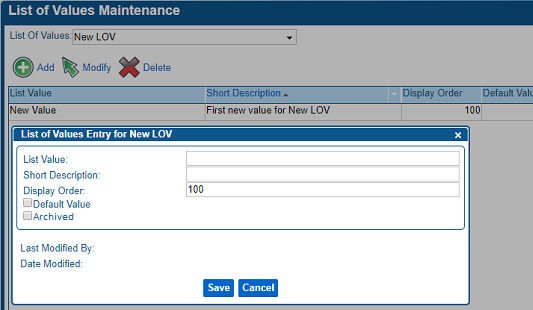 List of Values Maintenance
List Of Values: New LOV
Add Modify Delete
List Value Short Description Display Order Default Valu
New Value First new value for New LOV 100
List of Values Entry for New LOV x
List Value:
Short Description:
Display Order: 100
Default Value
Archived
Last Modified By:
Date Modified:
Save Cancel